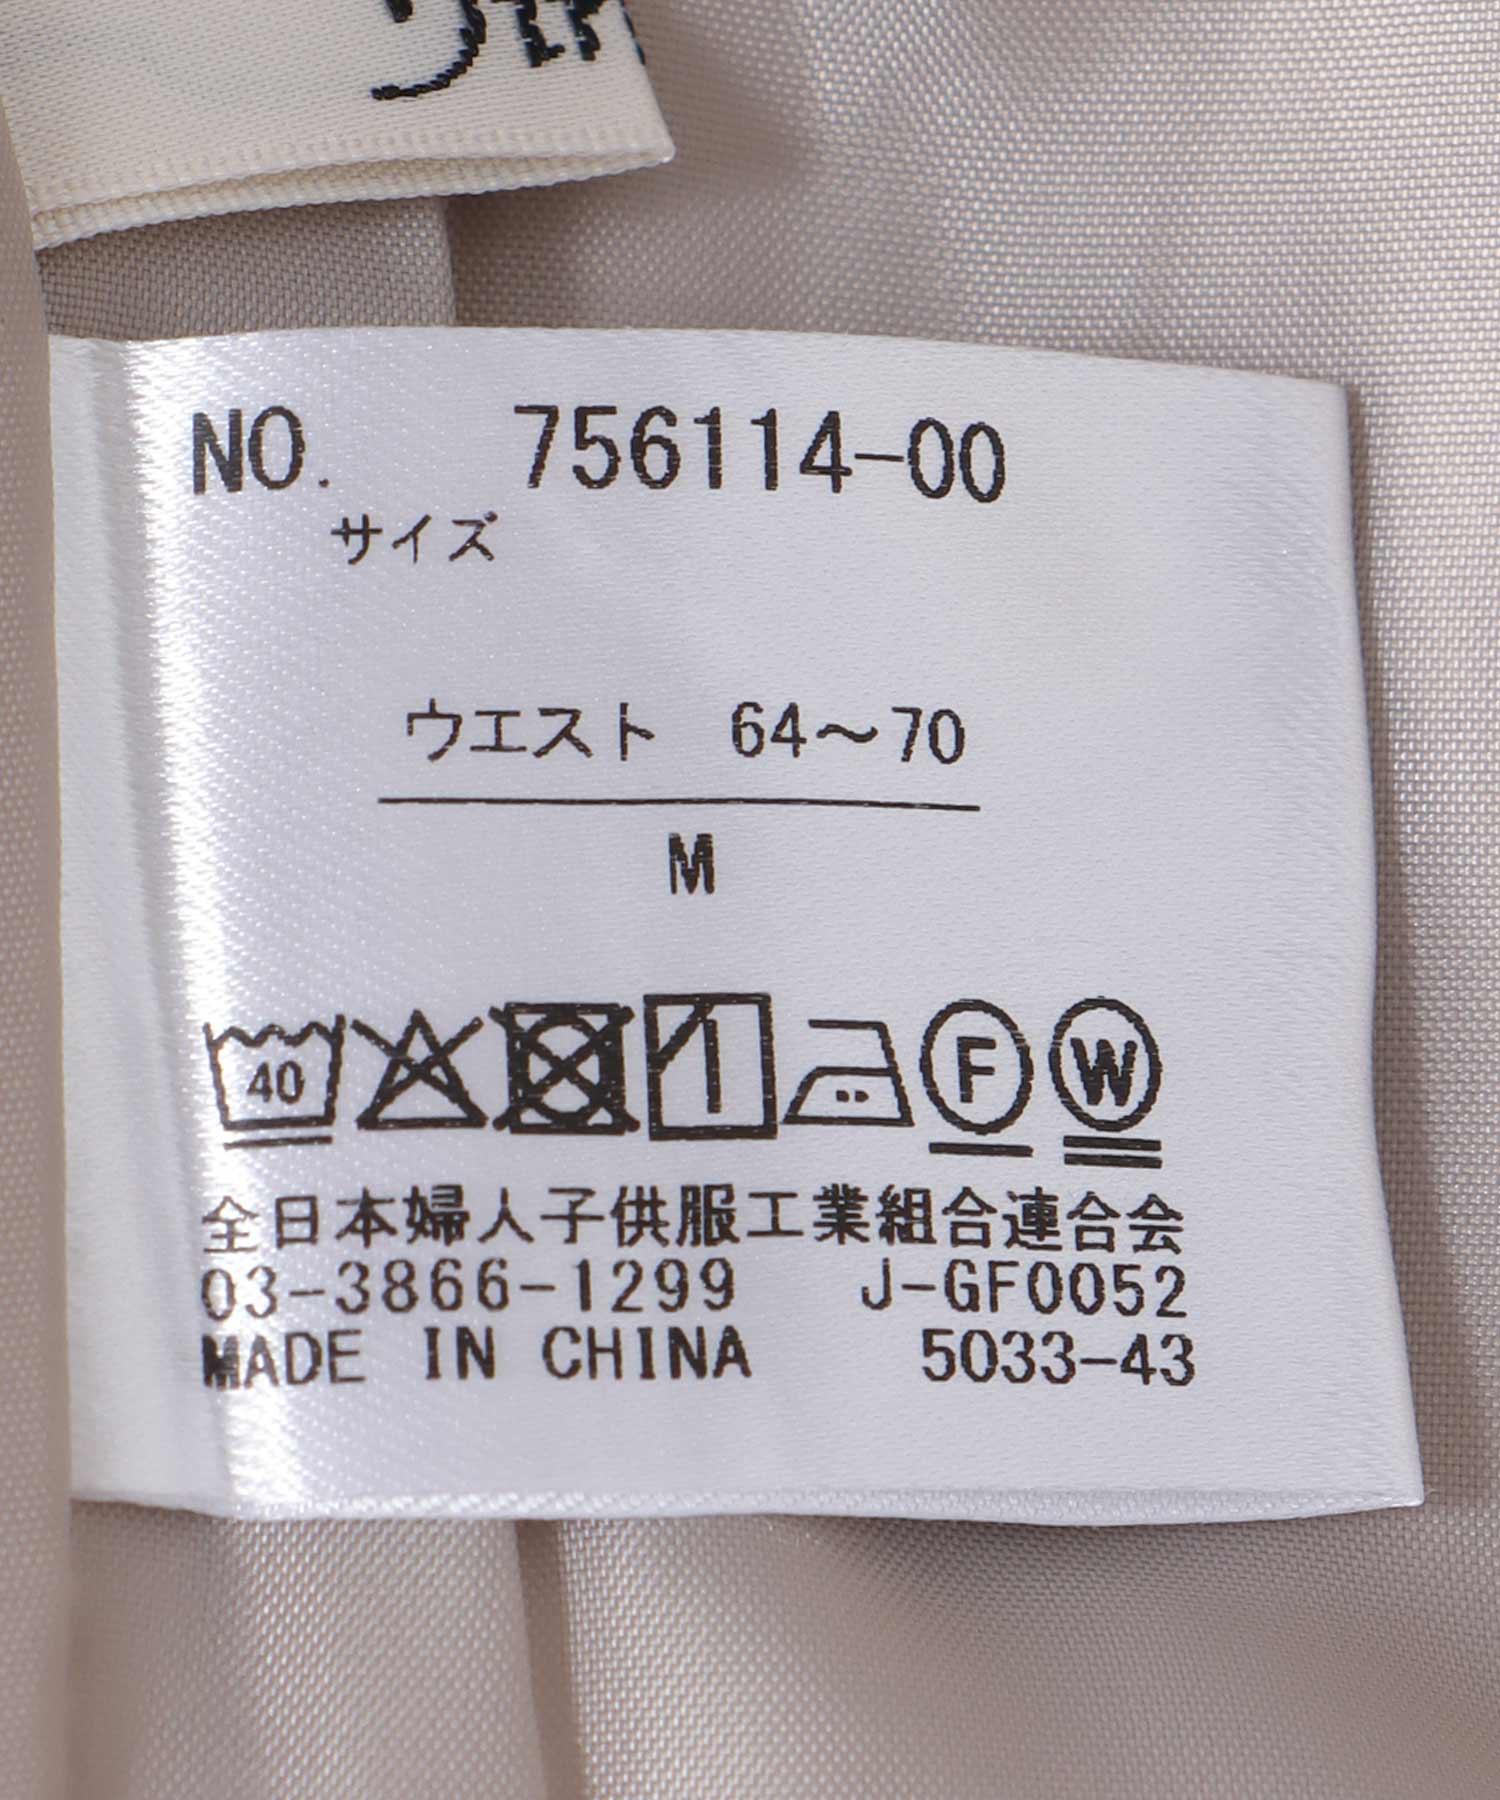 NO. 756114-00
サイズ
ウエスト 64～70
M
40
F W
全日本婦人子供服工業組合連合会
03-3866-1299 J-GF0052
MADE IN CHINA 5033-43